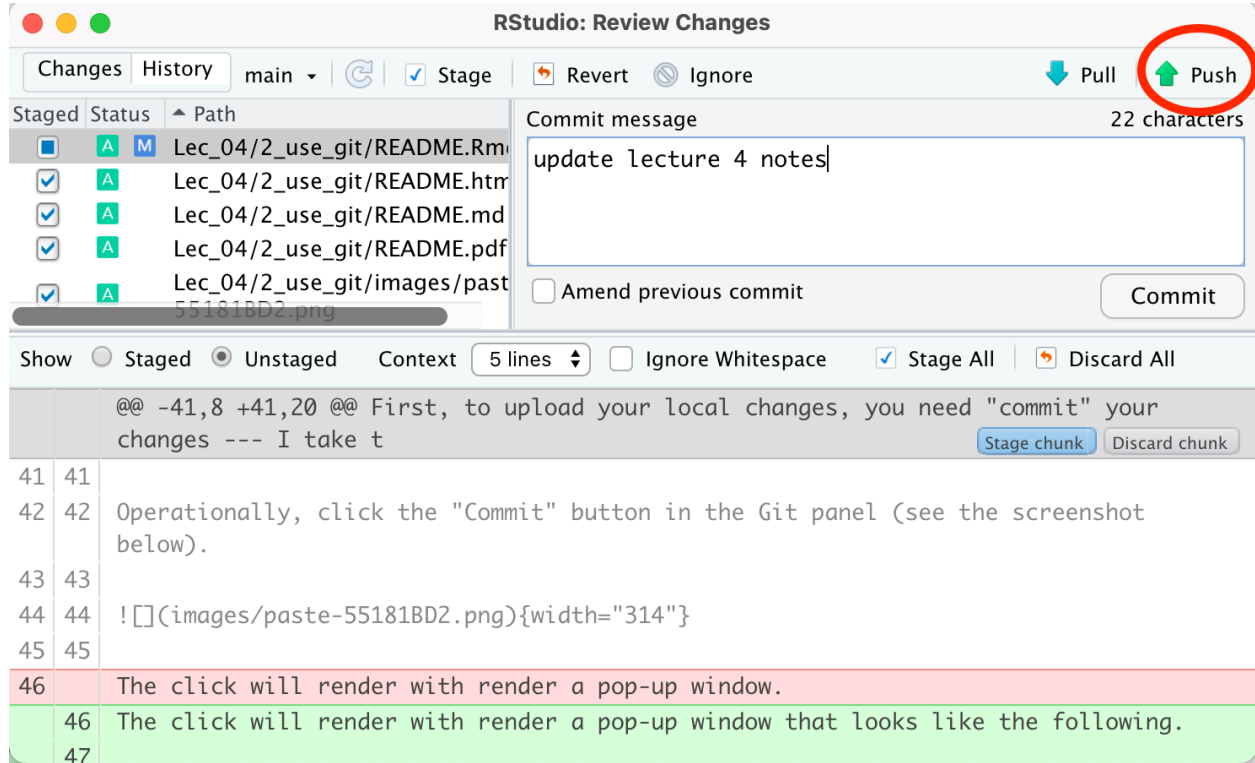 RStudio: Review Changes
Changes History main Stage Revert Ignore Pull Push
Staged Status Path
Commit message 22 characters
A M Lec_04/2_use_git/README.Rm
A Lec_04/2_use_git/README.htm
A Lec_04/2_use_git/README.md
A Lec_04/2_use_git/README.pdf
A Lec_04/2_use_git/images/past
55181BD2.png
update lecture 4 notes
Amend previous commit Commit
Show Staged Unstaged Context 5 lines Ignore Whitespace Stage All Discard All
@@ -41,8 +41,20 @@ First, to upload your local changes, you need "commit" your
changes --- I take t Stage chunk Discard chunk
41 41
42 42 Operationally, click the "Commit" button in the Git panel (see the screenshot
below).
43 43
44 44 ![](images/paste-55181BD2.png){width="314"}
45 45
46 The click will render with render a pop-up window.
46 The click will render with render a pop-up window that looks like the following.
47